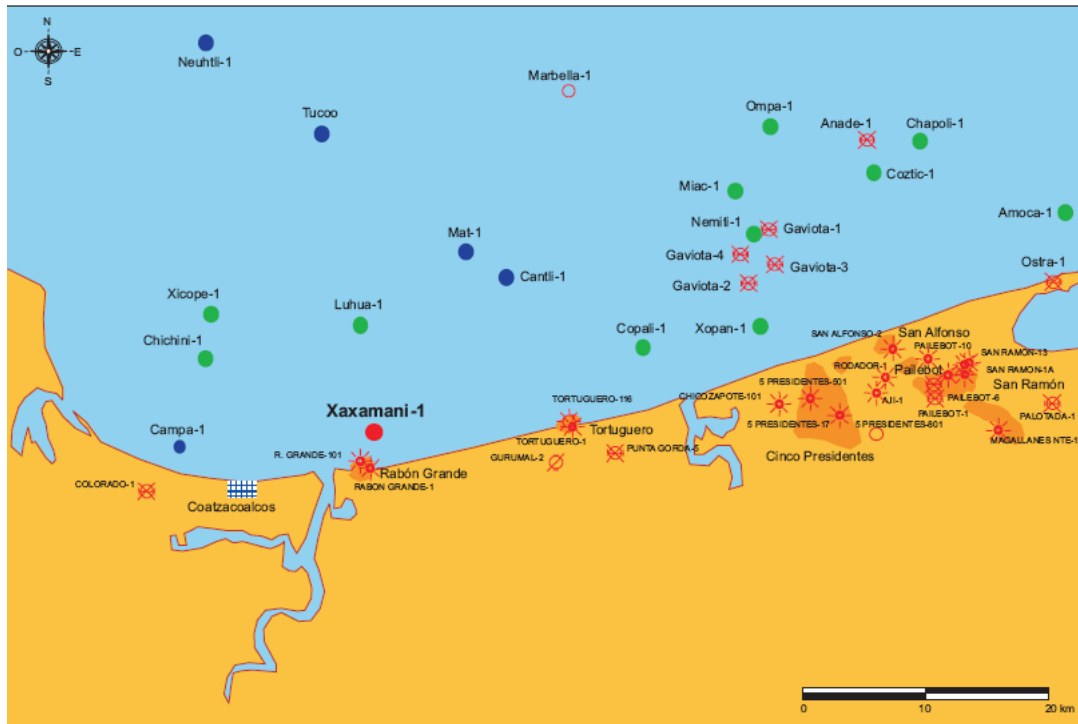 N
O
E
S
Neuhtli-1
Marbella-1
Tucoo
Ompa-1
Anade-1
Chapoli-1
Coztic-1
Miac-1
Amoca-1
Nemiti-1
Gaviota-1
Mat-1
Gaviota-4
Gaviota-3
Cantli-1
Gaviota-2
Ostra-1
Xicope-1
Luhua-1
Chichini-1
Copali-1
Xopan-1
SAN ALFONSO-2
San Alfonso
PAILEBOT-10
SAN RAMON-13
RODADOR-1
Pailebot
SAN RAMON-1A
San Ramón
5 PRESIDENTES-501
CHICOZAPOTE-101
AJI-1
PAILEBOT-6
PAILEBOT-1
PALOTADA-1
Xaxamani-1
TORTUGUERO-116
Campa-1
TORTUGUERO-1
Tortuguero
5 PRESIDENTES-17
5 PRESIDENTES-601
MAGALLANES NTE-1
R. GRANDE-101
GURUMAL-2
PUNTA GORDA-5
Cinco Presidentes
Rabón Grande
COLORADO-1
RABON GRANDE-1
Coatzacoalcos
0
10
20 km